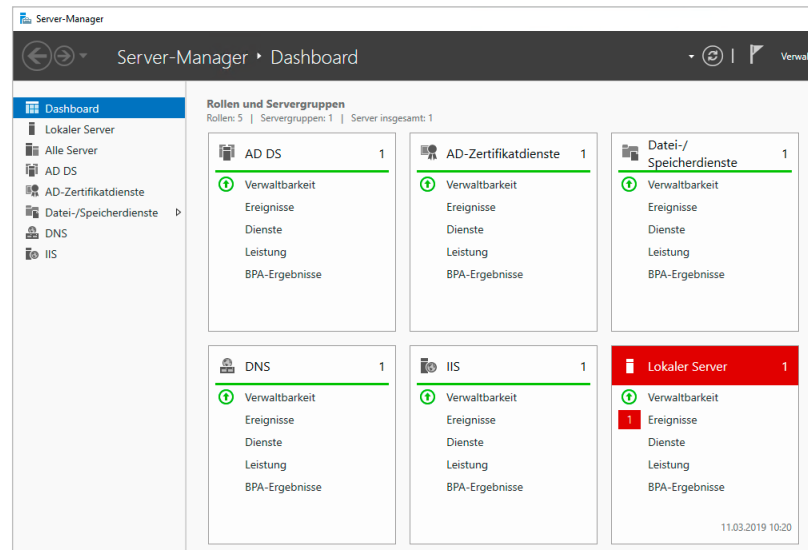 Server-Manager
Server-Manager • Dashboard
Verwal
Dashboard
Lokaler Server
Alle Server
AD DS
AD-Zertifikatdienste
Datei-/Speicherdienste
DNS
IIS
Rollen und Servergruppen
Rollen: 5 | Servergruppen: 1 | Server insgesamt: 1
AD DS 1
Verwaltbarkeit
Ereignisse
Dienste
Leistung
BPA-Ergebnisse
AD-Zertifikatdienste 1
Verwaltbarkeit
Ereignisse
Dienste
Leistung
BPA-Ergebnisse
Datei-/
Speicherdienste 1
Verwaltbarkeit
Ereignisse
Dienste
Leistung
BPA-Ergebnisse
DNS 1
Verwaltbarkeit
Ereignisse
Dienste
Leistung
BPA-Ergebnisse
IIS 1
Verwaltbarkeit
Ereignisse
Dienste
Leistung
BPA-Ergebnisse
Lokaler Server 1
Verwaltbarkeit
1 Ereignisse
Dienste
Leistung
BPA-Ergebnisse
11.03.2019 10:20